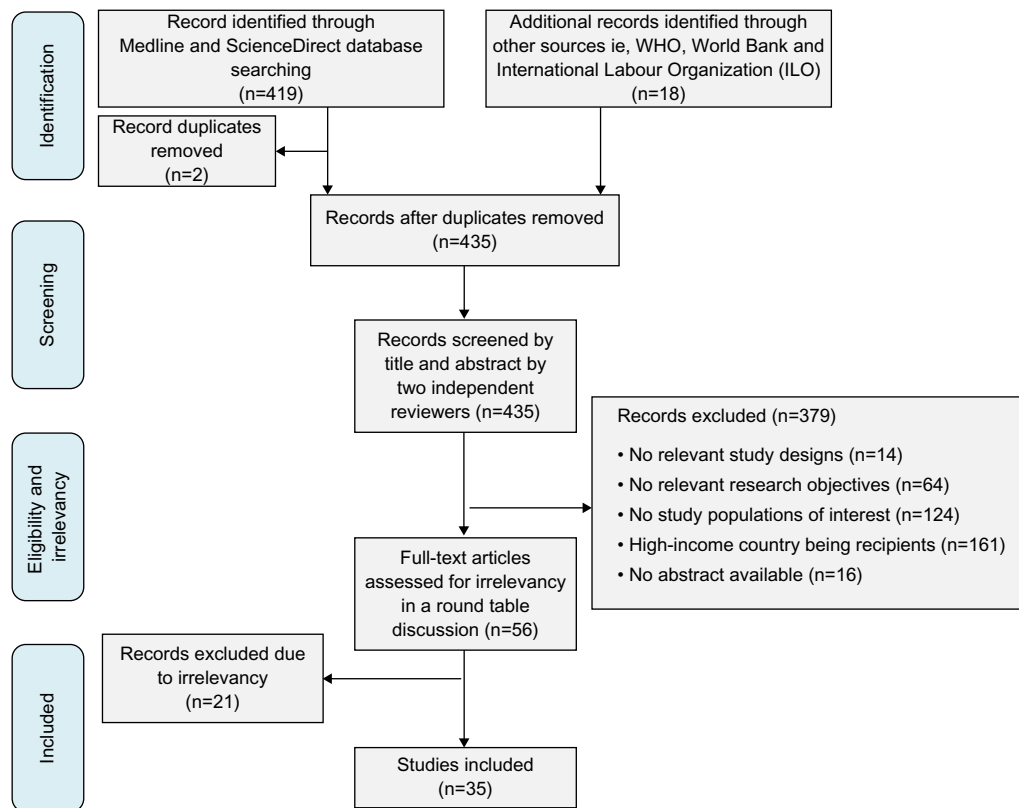 Identification
Record identified through
Medline and ScienceDirect database
searching
(n=419)
Additional records identified through
other sources ie, WHO, World Bank and
International Labour Organization (ILO)
(n=18)
Record duplicates
removed
(n=2)
Records after duplicates removed
(n=435)
Screening
Records screened by
title and abstract by
two independent
reviewers (n=435)
Records excluded (n=379)
• No relevant study designs (n=14)
• No relevant research objectives (n=64)
• No study populations of interest (n=124)
• High-income country being recipients (n=161)
• No abstract available (n=16)
Eligibility and
irrelevancy
Full-text articles
assessed for irrelevancy
in a round table
discussion (n=56)
Records excluded due
to irrelevancy
(n=21)
Included
Studies included
(n=35)